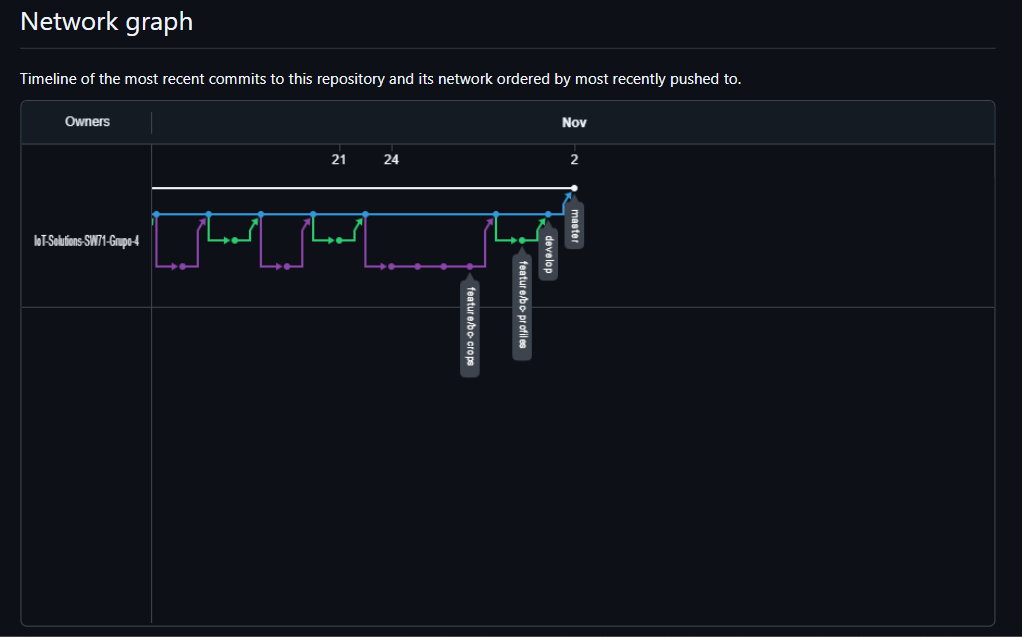 Network graph
Timeline of the most recent commits to this repository and its network ordered by most recently pushed to.
Owners
Nov
21
24
2
IoT-Solutions-SW71-Grupo-4
master
develop
feature/bo-profiles
feature/bo-crops